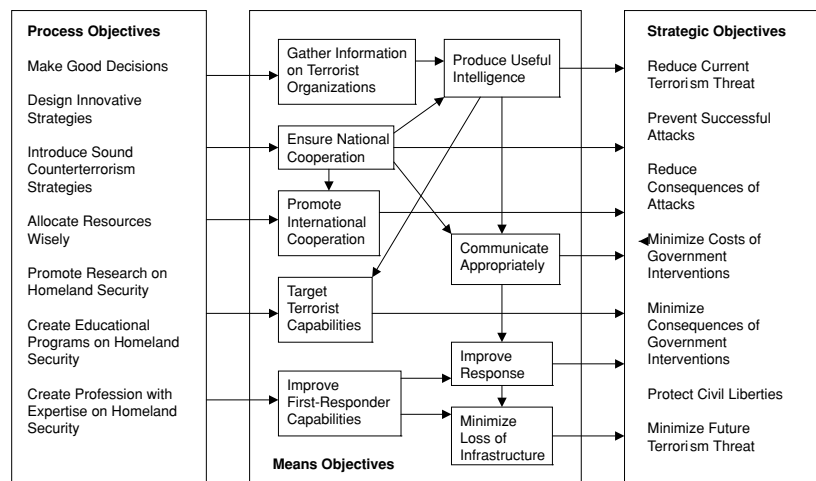 Process Objectives
Make Good Decisions
Design Innovative
Strategies
Introduce Sound
Counterterrorism
Strategies
Allocate Resources
Wisely
Promote Research on
Homeland Security
Create Educational
Programs on Homeland
Security
Create Profession with
Expertise on Homeland
Security
Gather Information
on Terrorist
Organizations
Produce Useful
Intelligence
Ensure National
Cooperation
Promote
International
Cooperation
Communicate
Appropriately
Target
Terrorist
Capabilities
Improve
Response
Improve
First-Responder
Capabilities
Minimize
Loss of
Infrastructure
Means Objectives
Strategic Objectives
Reduce Current
Terrorism Threat
Prevent Successful
Attacks
Reduce
Consequences of
Attacks
Minimize Costs of
Government
Interventions
Minimize
Consequences of
Government
Interventions
Protect Civil Liberties
Minimize Future
Terrorism Threat